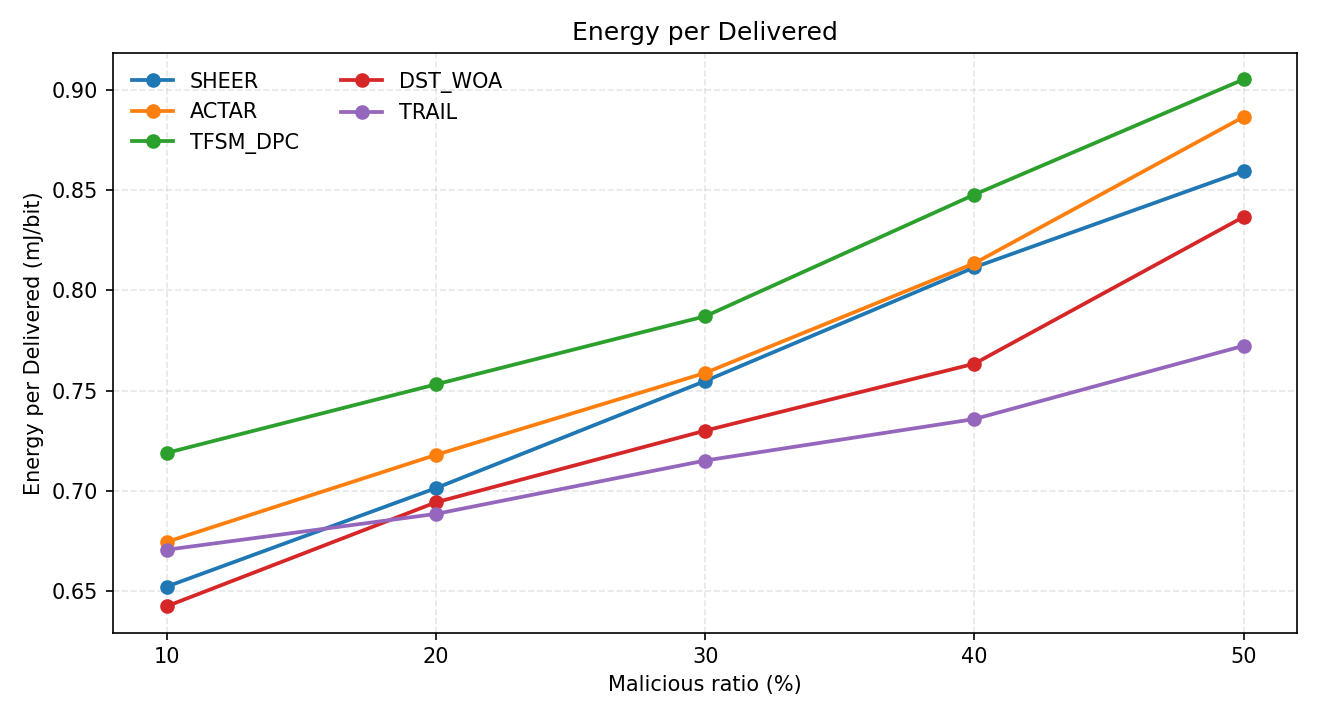 Energy per Delivered
SHEER
ACTAR
TFSM_DPC
DST_WOA
TRAIL
Energy per Delivered (mJ/bit)
0.90
0.85
0.80
0.75
0.70
0.65
10 20 30 40 50
Malicious ratio (%)